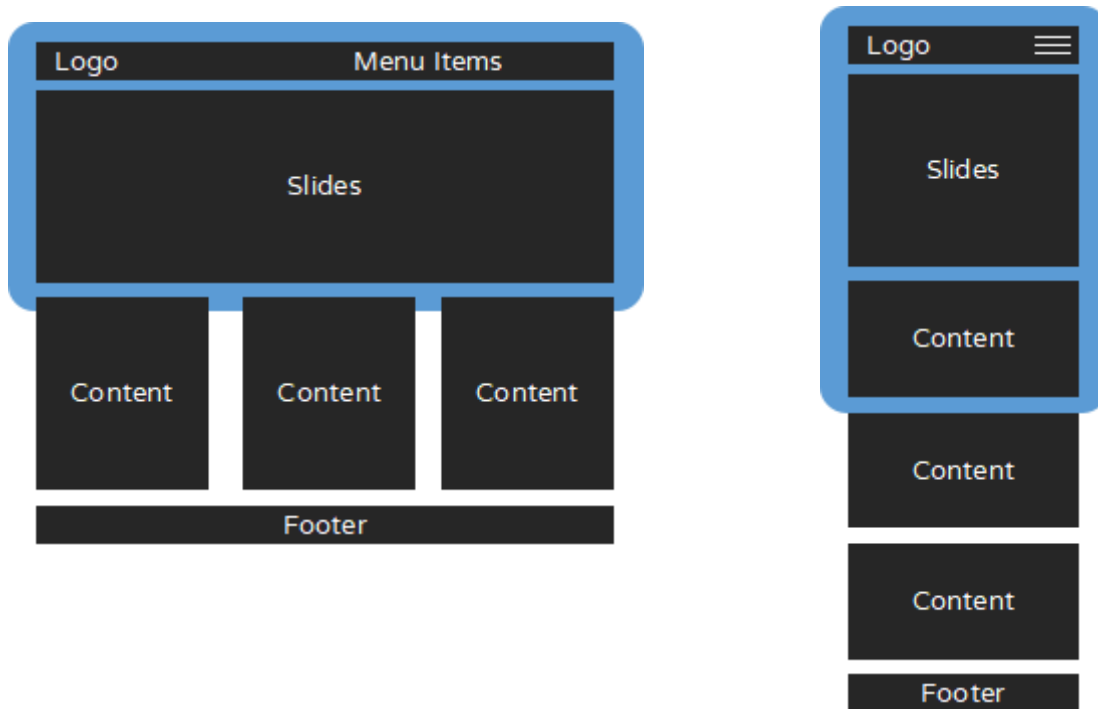 Logo
Menu Items
Slides
Content
Content
Content
Footer
Logo
Slides
Content
Content
Content
Footer